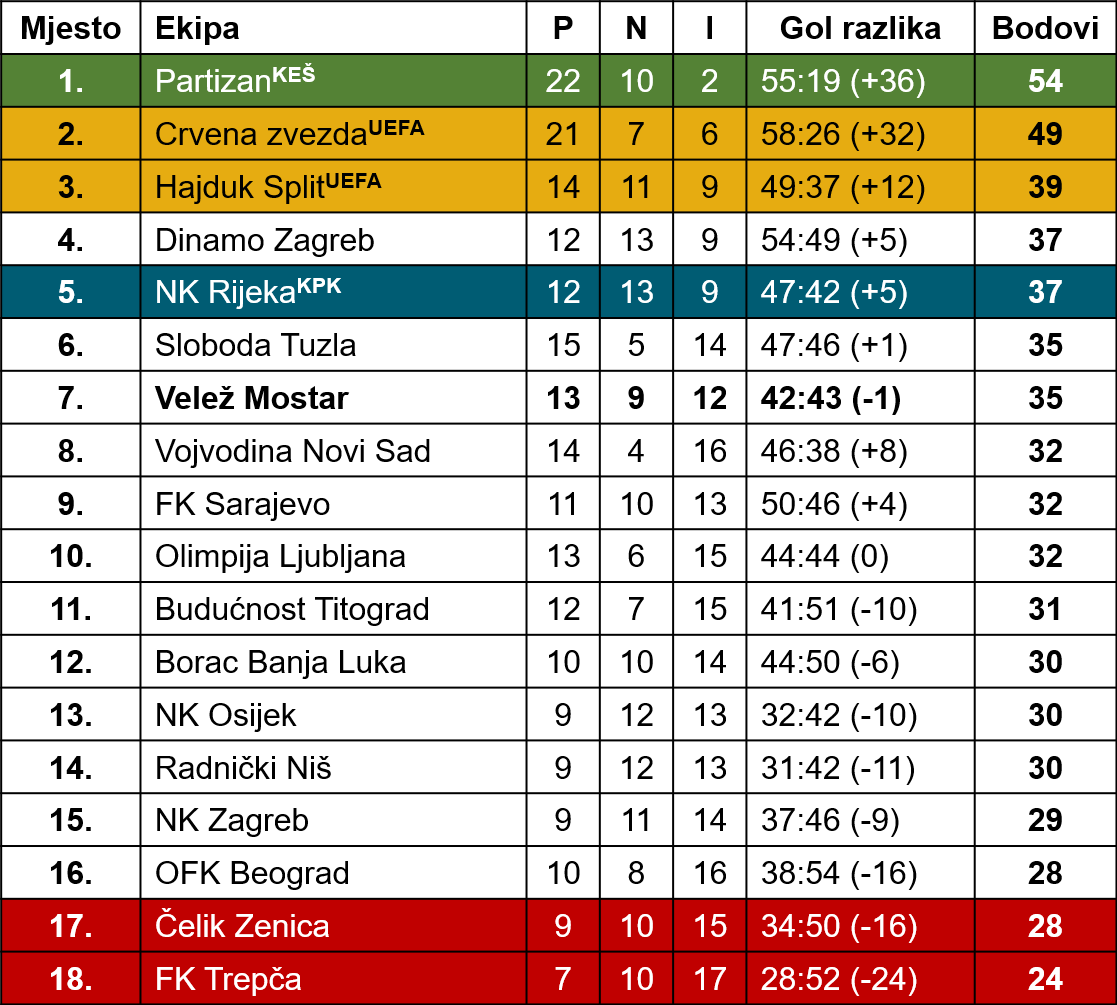 Mjesto Ekipa P N I Gol razlika Bodovi
1. PartizanKEŠ 22 10 2 55:19 (+36) 54
2. Crvena zvezdaUEFA 21 7 6 58:26 (+32) 49
3. Hajduk SplitUEFA 14 11 9 49:37 (+12) 39
4. Dinamo Zagreb 12 13 9 54:49 (+5) 37
5. NK RijekaKPK 12 13 9 47:42 (+5) 37
6. Sloboda Tuzla 15 5 14 47:46 (+1) 35
7. Velež Mostar 13 9 12 42:43 (-1) 35
8. Vojvodina Novi Sad 14 4 16 46:38 (+8) 32
9. FK Sarajevo 11 10 13 50:46 (+4) 32
10. Olimpija Ljubljana 13 6 15 44:44 (0) 32
11. Budućnost Titograd 12 7 15 41:51 (-10) 31
12. Borac Banja Luka 10 10 14 44:50 (-6) 30
13. NK Osijek 9 12 13 32:42 (-10) 30
14. Radnički Niš 9 12 13 31:42 (-11) 30
15. NK Zagreb 9 11 14 37:46 (-9) 29
16. OFK Beograd 10 8 16 38:54 (-16) 28
17. Čelik Zenica 9 10 15 34:50 (-16) 28
18. FK Trepča 7 10 17 28:52 (-24) 24